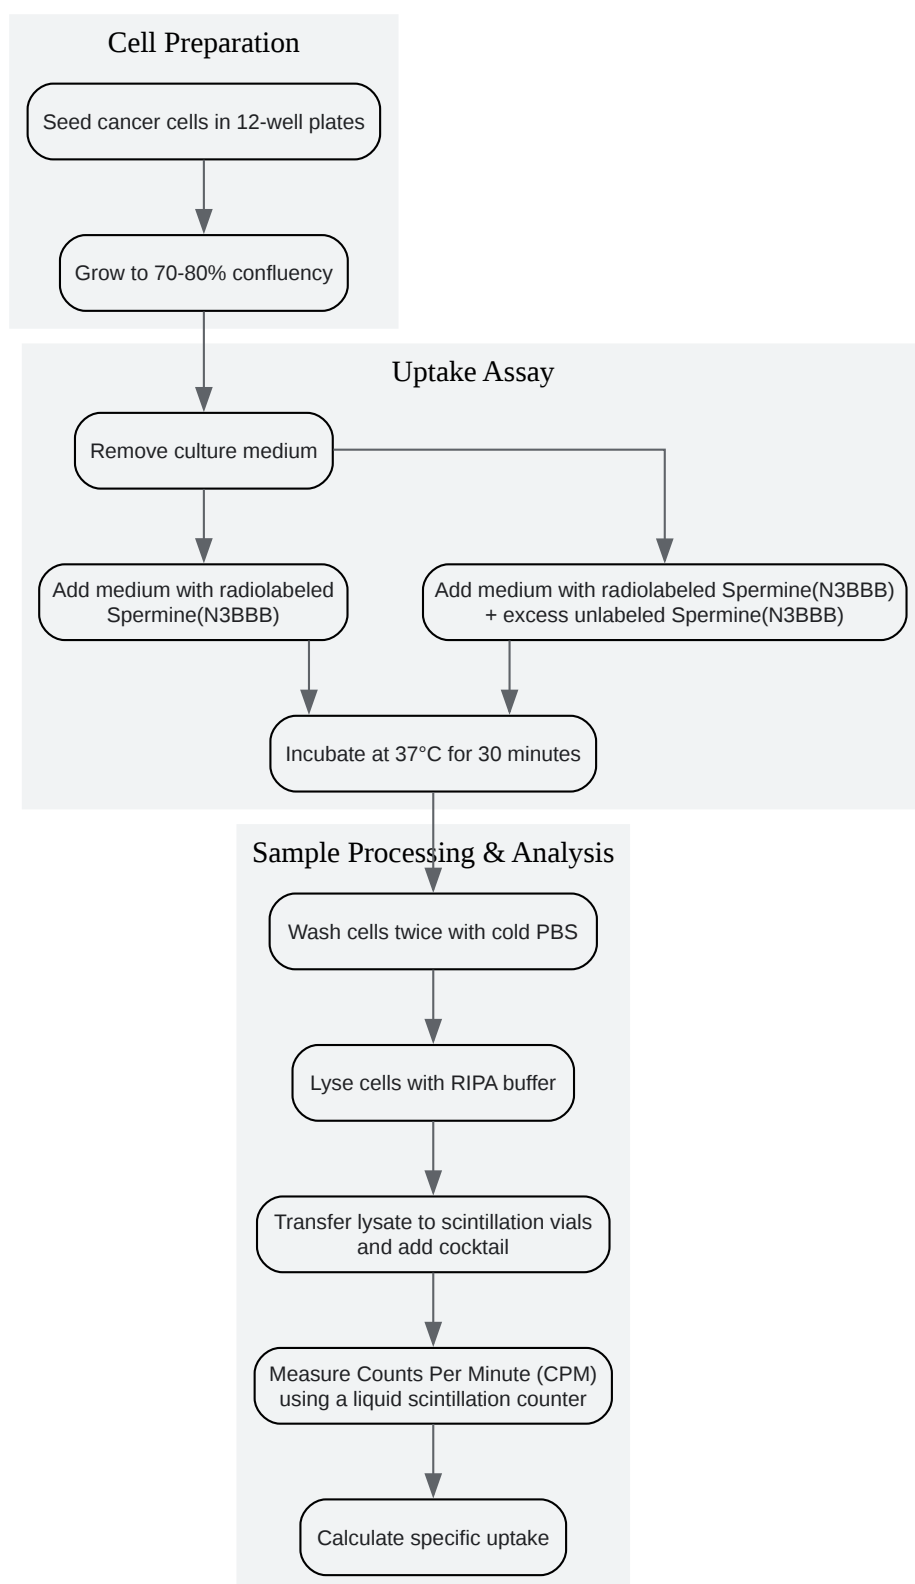 Cell Preparation
Seed cancer cells in 12-well plates
Grow to 70-80% confluency
Uptake Assay
Remove culture medium
Add medium with radiolabeled
Spermine(N3BBB)
Add medium with radiolabeled Spermine(N3BBB)
+ excess unlabeled Spermine(N3BBB)
Incubate at 37°C for 30 minutes
Sample Processing & Analysis
Wash cells twice with cold PBS
Lyse cells with RIPA buffer
Transfer lysate to scintillation vials
and add cocktail
Measure Counts Per Minute (CPM)
using a liquid scintillation counter
Calculate specific uptake